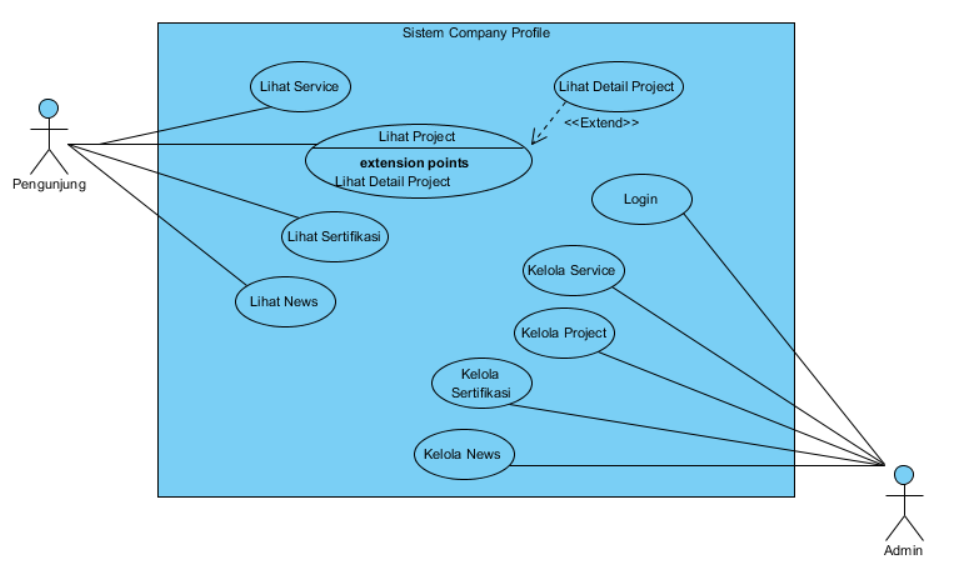 Sistem Company Profile
Lihat Service
Lihat Detail Project
<<Extend>>
Lihat Project
extension points
Lihat Detail Project
Pengunjung
Login
Lihat Sertifikasi
Kelola Service
Lihat News
Kelola Project
Kelola
Sertifikasi
Kelola News
Admin